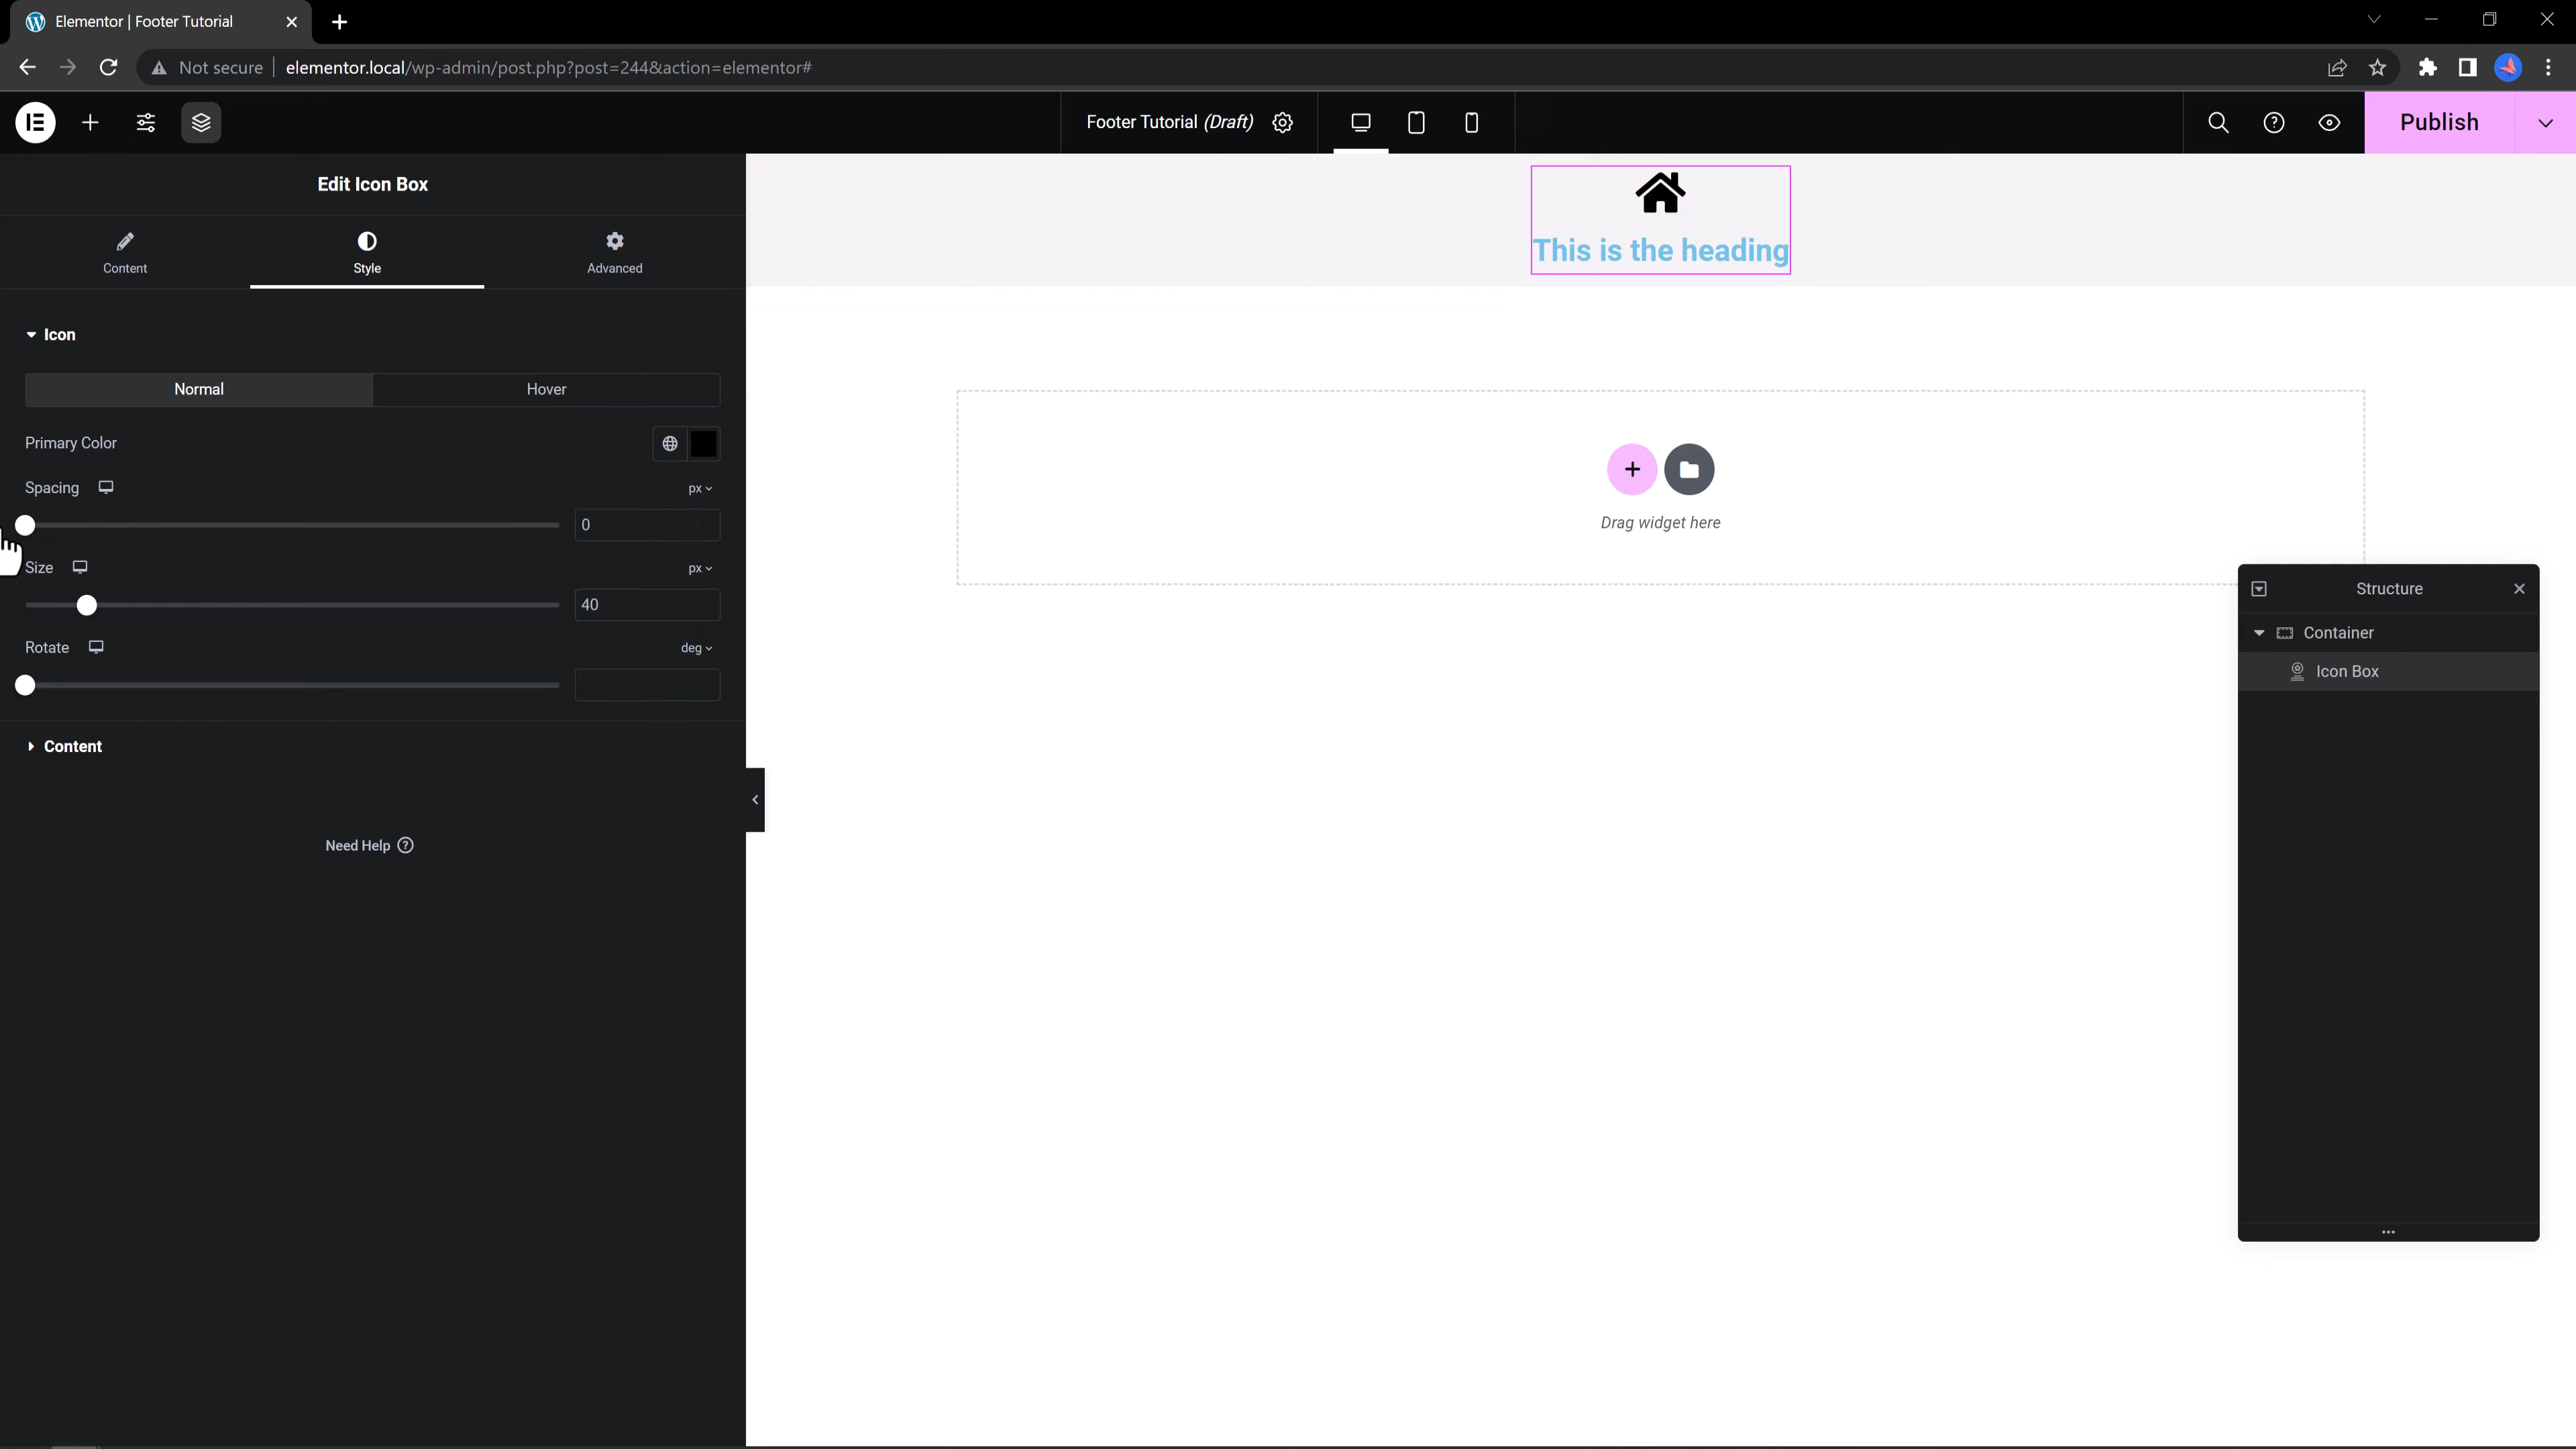 Elementor | Footer Tutorial
Not secure
elementor.local/wp-admin/post.php?post=244&action=elementor#
Footer Tutorial (Draft)
Publish
Edit Icon Box
Content
Style
Advanced
Icon
Normal
Hover
Primary Color
Spacing
px
0
Size
px
40
Rotate
deg
Content
Need Help
This is the heading
Drag widget here
Structure
Container
Icon Box